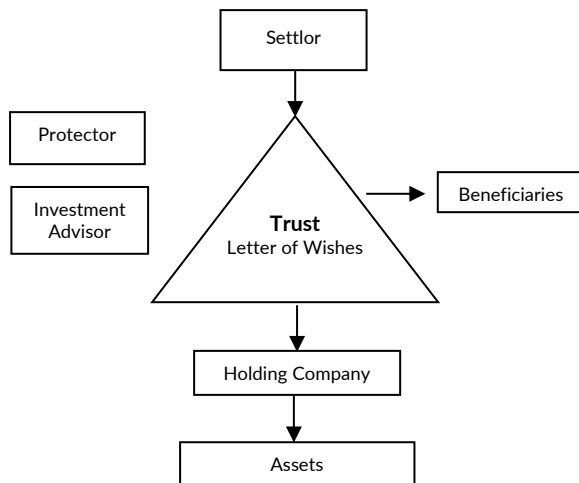 Settlor
Protector
Investment
Advisor
Beneficiaries
Trust
Letter of Wishes
Holding Company
Assets